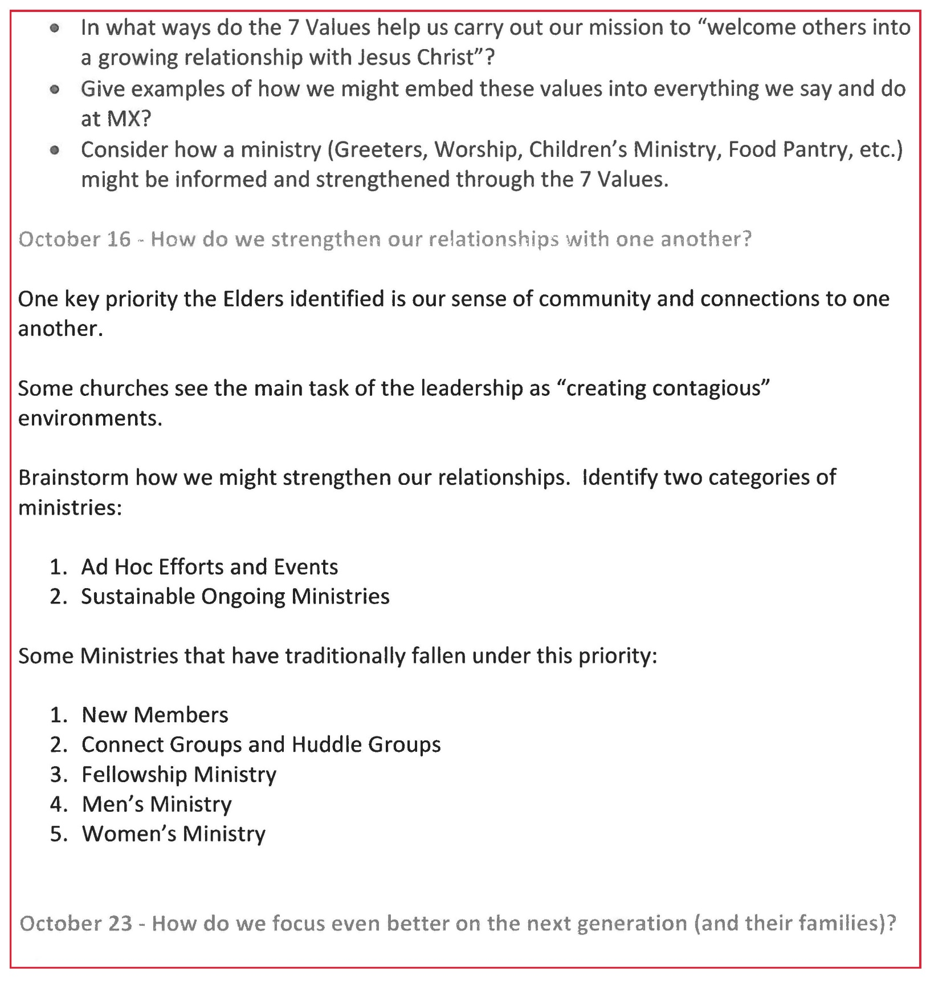 • In what ways do the 7 Values help us carry out our mission to “welcome others into
a growing relationship with Jesus Christ”?
• Give examples of how we might embed these values into everything we say and do
at MX?
• Consider how a ministry (Greeters, Worship, Children’s Ministry, Food Pantry, etc.)
might be informed and strengthened through the 7 Values.
October 16 - How do we strengthen our relationships with one another?
One key priority the Elders identified is our sense of community and connections to one
another.
Some churches see the main task of the leadership as “creating contagious”
environments.
Brainstorm how we might strengthen our relationships.  Identify two categories of
ministries:
1. Ad Hoc Efforts and Events
2. Sustainable Ongoing Ministries
Some Ministries that have traditionally fallen under this priority:
1. New Members
2. Connect Groups and Huddle Groups
3. Fellowship Ministry
4. Men’s Ministry
5. Women’s Ministry
October 23 - How do we focus even better on the next generation (and their families)?